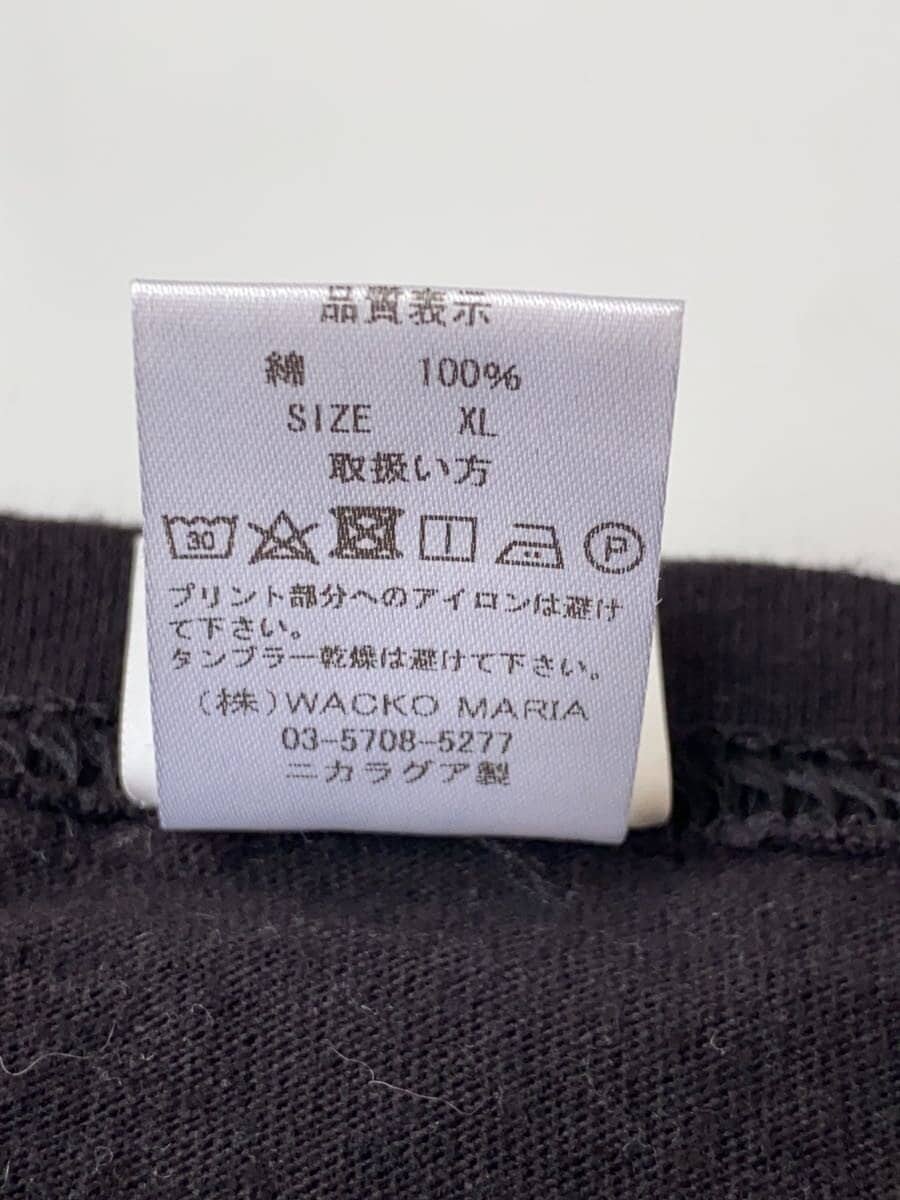 品質表示
綿 100%
SIZE XL
取扱い方
30 P
プリント部分へのアイロンは避け
て下さい。
タンブラー乾燥は避けて下さい。
(株)WACKO MARIA
03-5708-5277
ニカラグア製